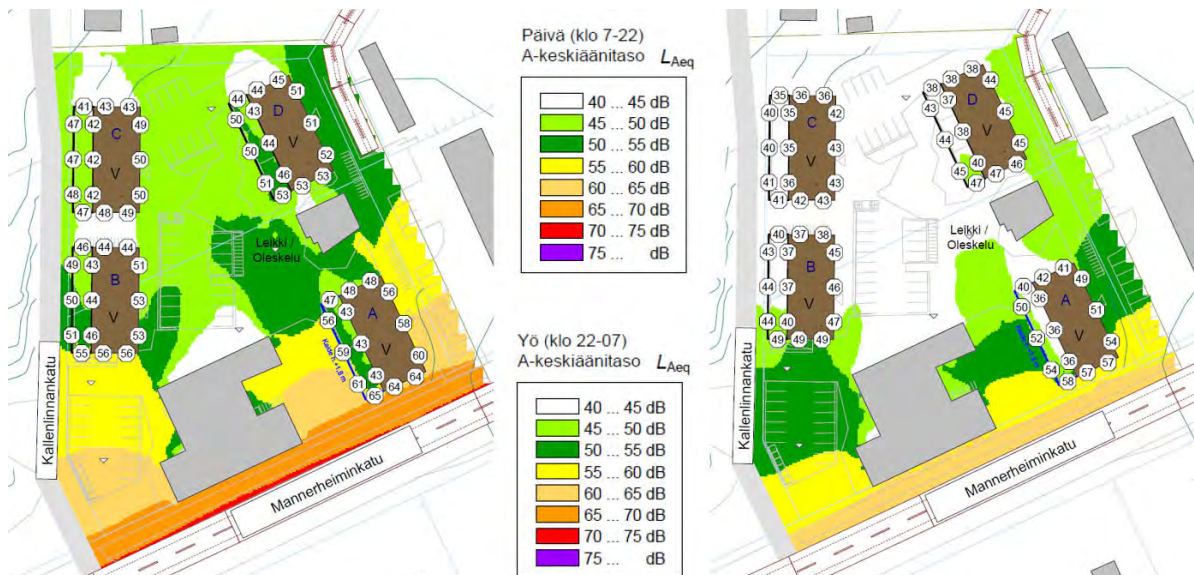 41 43 43
47 42 49
C
47 42 50
V
48 42 50
47 48 49
46 44 44
49 43 51
B
50 44 53
V
51 46 53
55 56 56
44 44 45 51
50 43 D 51
50 44 V 52
51 46 53
53 53
Leikki /
Oleskelu
47 48 48 56
56 43 A 58
59 43 V 60
61 43 64
65 64
Kallenlinnankatu
Mannerheiminkatu
Päivä (klo 7-22)
A-keskiäänitaso LAeq
40 ... 45 dB
45 ... 50 dB
50 ... 55 dB
55 ... 60 dB
60 ... 65 dB
65 ... 70 dB
70 ... 75 dB
75 ... dB
Yö (klo 22-07)
A-keskiäänitaso LAeq
40 ... 45 dB
45 ... 50 dB
50 ... 55 dB
55 ... 60 dB
60 ... 65 dB
65 ... 70 dB
70 ... 75 dB
75 ... dB
35 36 36
40 35 42
C
40 35 43
V
41 36 43
41 42 43
40 37 38
43 37 45
B
44 37 46
V
44 40 47
49 49 49
38 38 38 44
43 37 D 45
44 38 V 45
45 40 46
47 47
Leikki /
Oleskelu
40 42 41 49
50 36 A 51
52 36 V 54
54 36 57
58 57
Kallenlinnankatu
Mannerheiminkatu